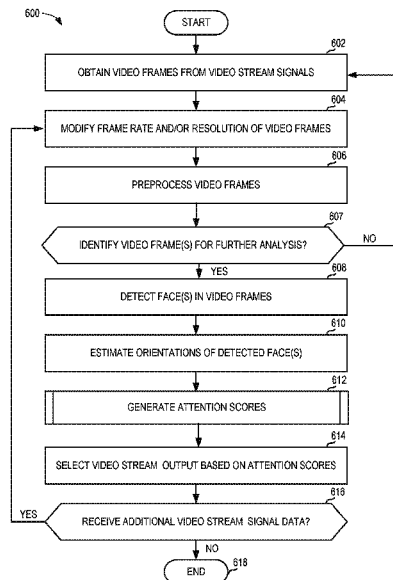 600
START
602
OBTAIN VIDEO FRAMES FROM VIDEO STREAM SIGNALS
604
MODIFY FRAME RATE AND/OR RESOLUTION OF VIDEO FRAMES
606
PREPROCESS VIDEO FRAMES
607
IDENTIFY VIDEO FRAME(S) FOR FURTHER ANALYSIS?
NO
YES
608
DETECT FACE(S) IN VIDEO FRAMES
610
ESTIMATE ORIENTATIONS OF DETECTED FACE(S)
612
GENERATE ATTENTION SCORES
614
SELECT VIDEO STREAM OUTPUT BASED ON ATTENTION SCORES
616
YES
RECEIVE ADDITIONAL VIDEO STREAM SIGNAL DATA?
NO
END
618